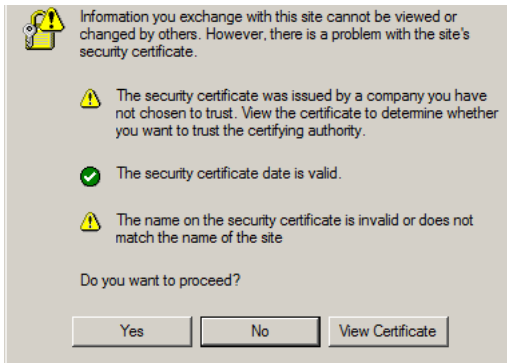 Information you exchange with this site cannot be viewed or
changed by others. However, there is a problem with the site's
security certificate.
The security certificate was issued by a company you have
not chosen to trust. View the certificate to determine whether
you want to trust the certifying authority.
The security certificate date is valid.
The name on the security certificate is invalid or does not
match the name of the site
Do you want to proceed?
Yes No View Certificate